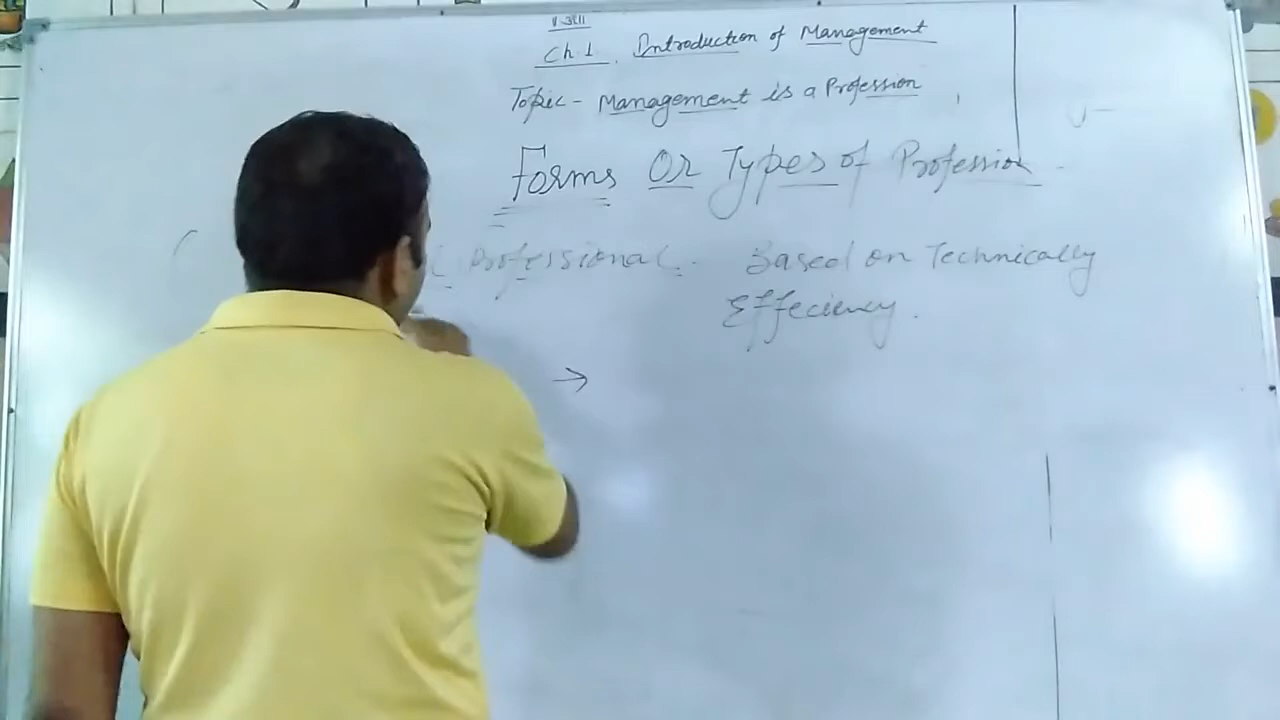 Ch 1. Introduction of Management
Topic - Management is a Profession
Forms Or Types of Profession
Professional. Based on Technically
Effeciency.
→